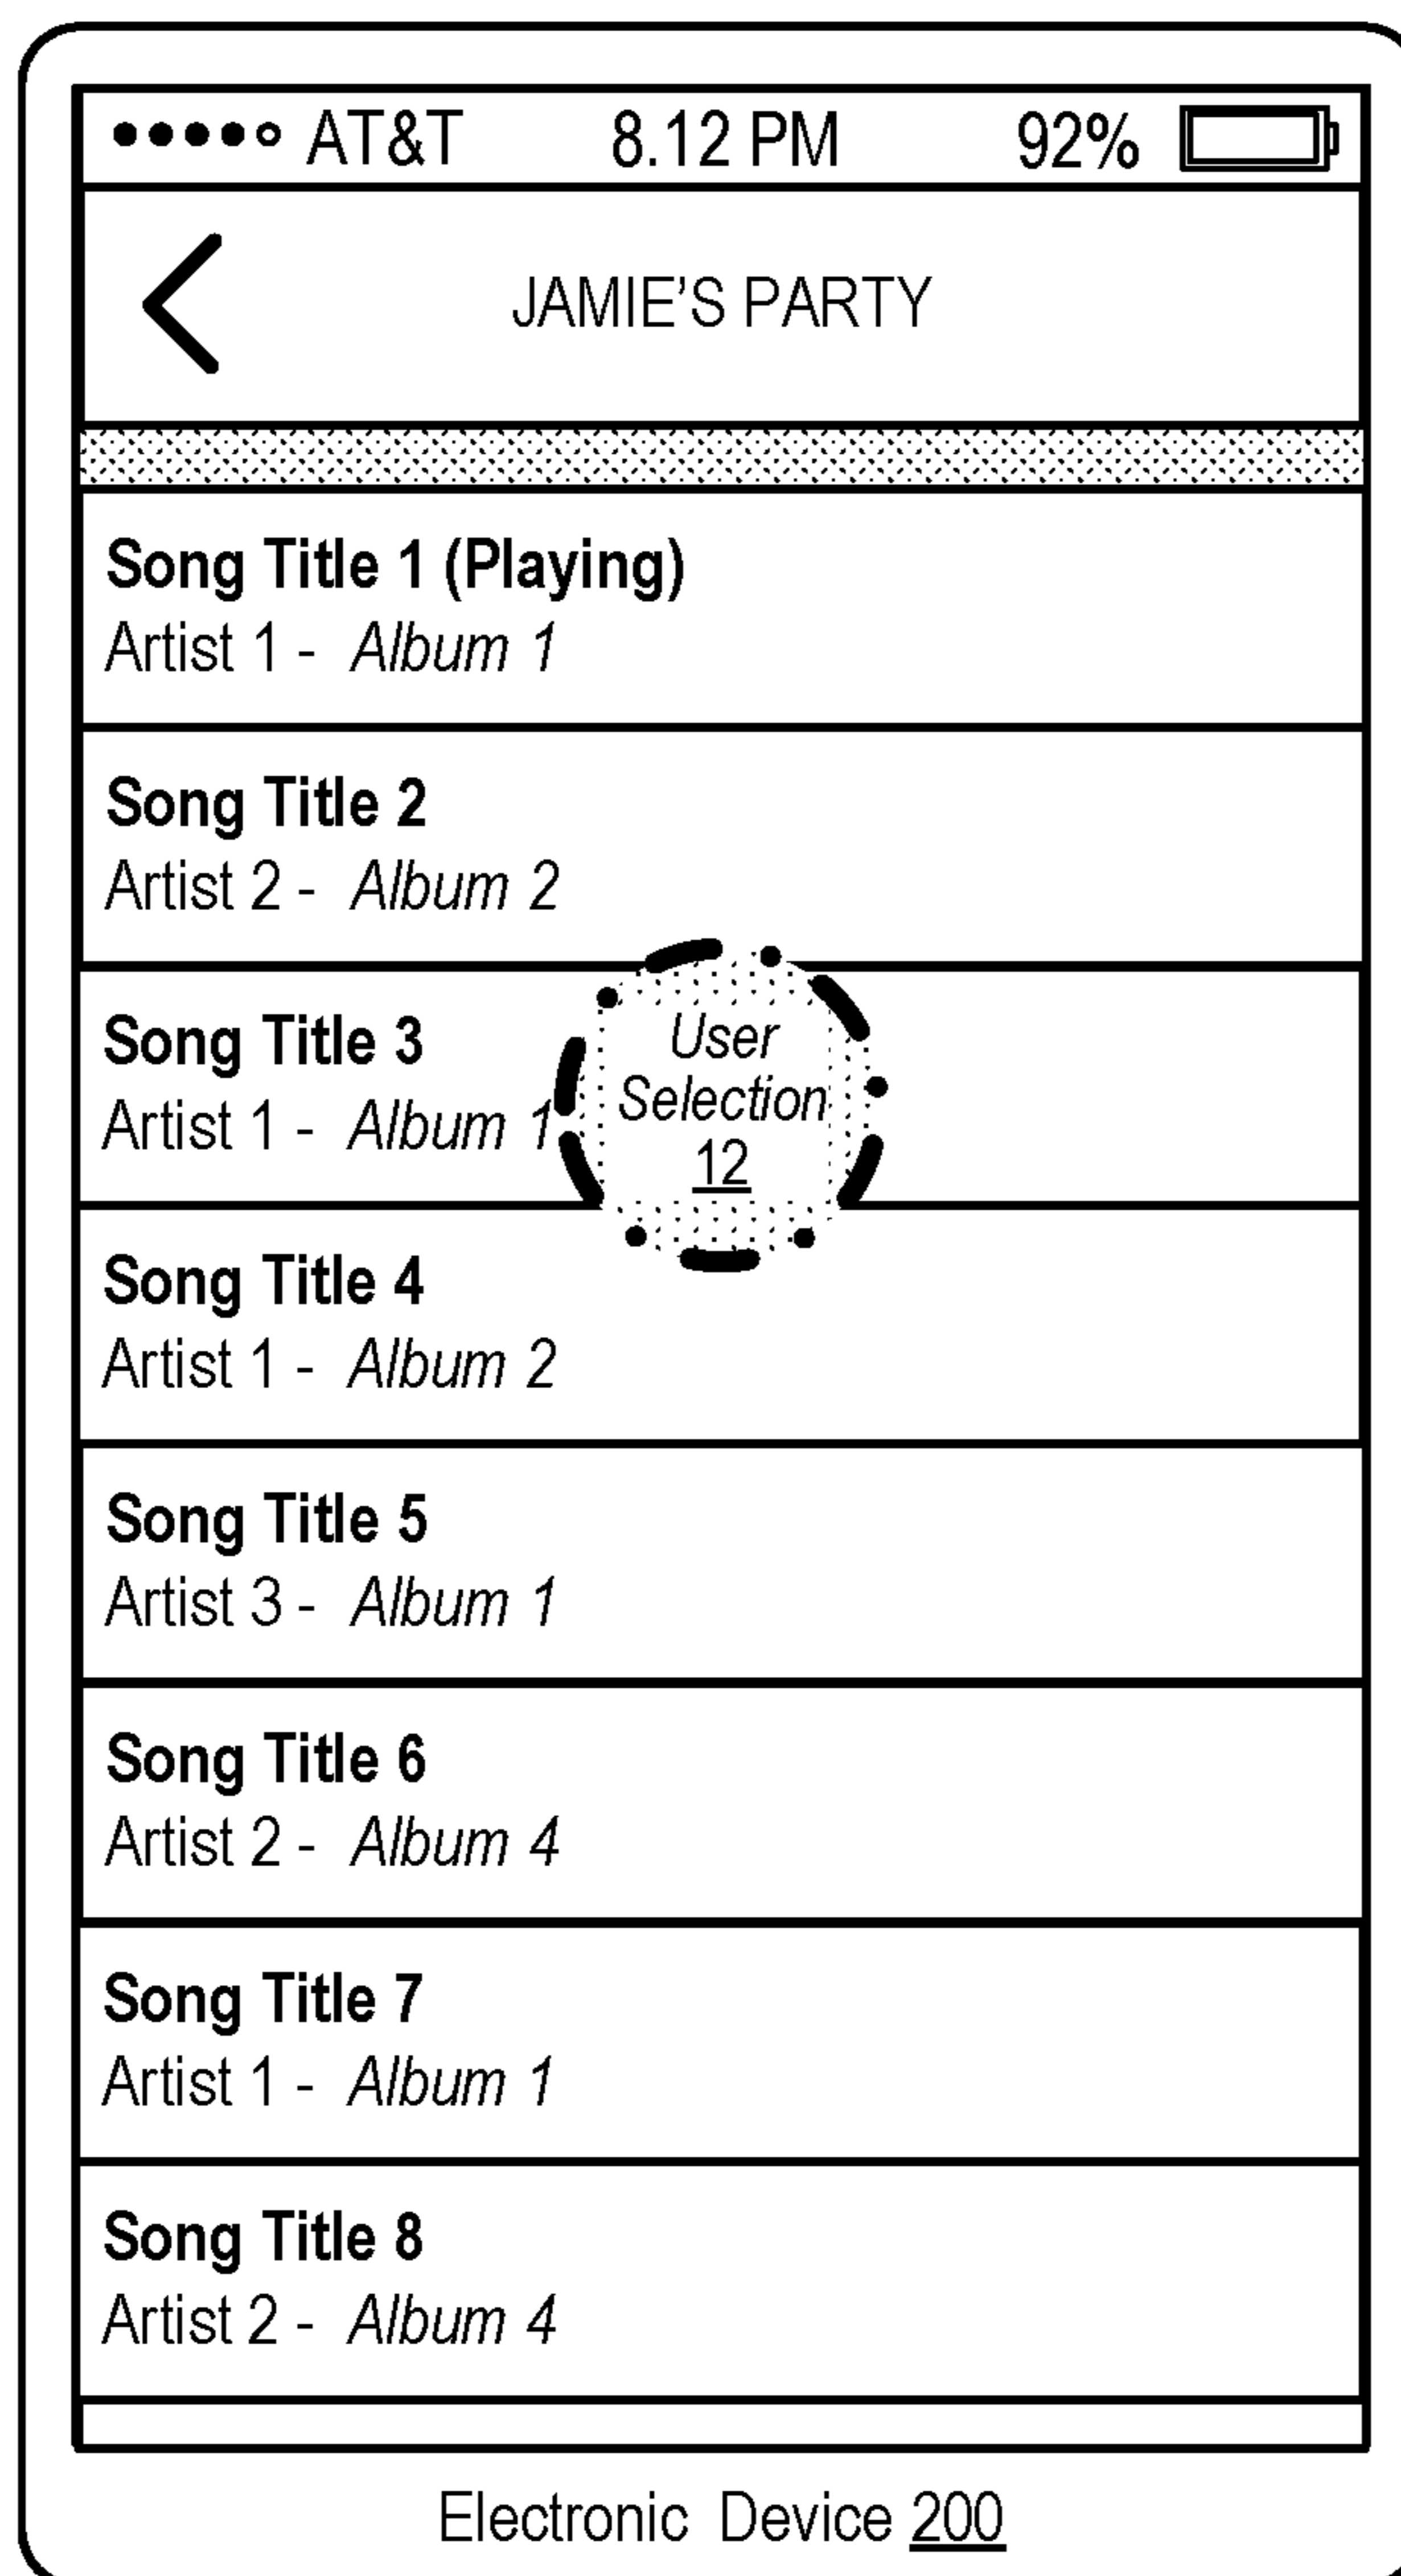 AT&T 8.12 PM 92%
JAMIE'S PARTY
Song Title 1 (Playing)
Artist 1 - Album 1
Song Title 2
Artist 2 - Album 2
Song Title 3
Artist 1 - Album 1
User
Selection
12
Song Title 4
Artist 1 - Album 2
Song Title 5
Artist 3 - Album 1
Song Title 6
Artist 2 - Album 4
Song Title 7
Artist 1 - Album 1
Song Title 8
Artist 2 - Album 4
Electronic Device 200